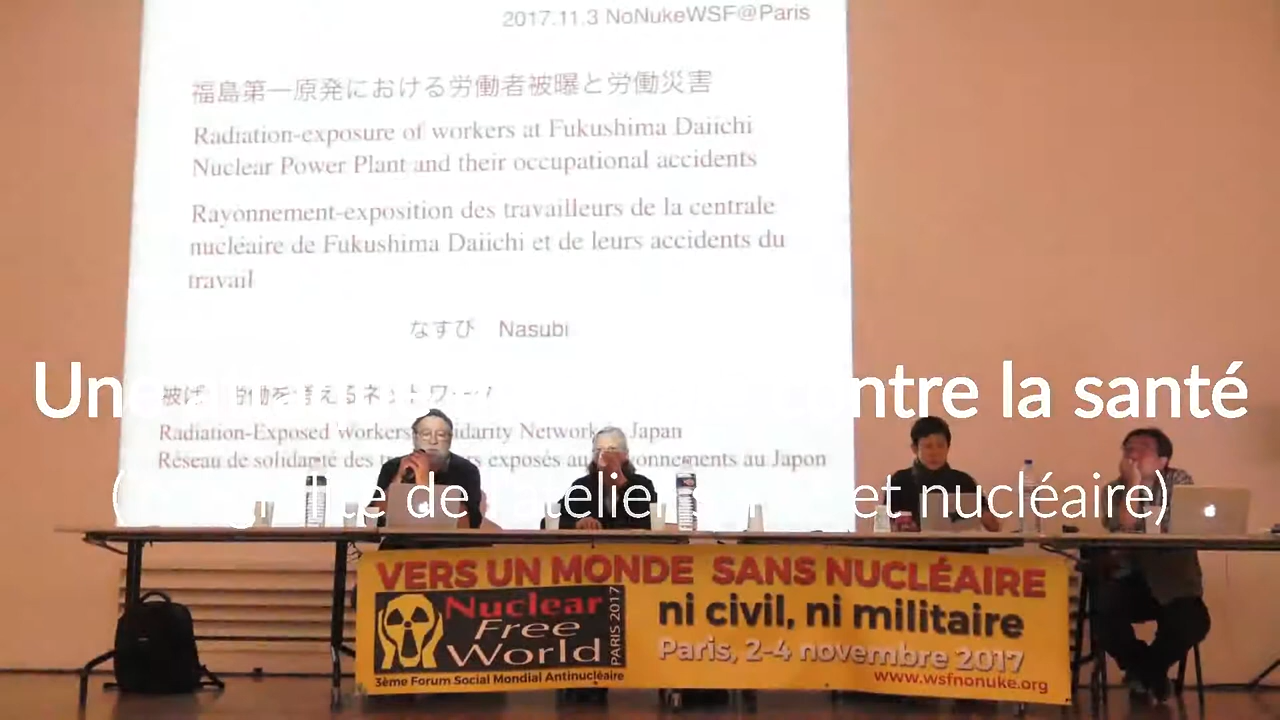 2017.11.3 NoNukeWSF@Paris
福島第一原発における労働者被曝と労働災害
Radiation-exposure of workers at Fukushima Daiichi
Nuclear Power Plant and their occupational accidents
Rayonnement-exposition des travailleurs de la centrale
nucléaire de Fukushima Daiichi et de leurs accidents du
travail
なすび Nasubi
Radiation-Exposed Workers Network Japan
Réseau de solidarité des exposés au Japon
contre la santé
de et nucléaire)
VERS UN MONDE SANS NUCLÉAIRE
ni civil, ni militaire
Paris, 2-4 novembre 2017
www.wsfnonuke.org
Nuclear
Free
World
PARIS 2017
3ème Forum Social Mondial Antinucléaire